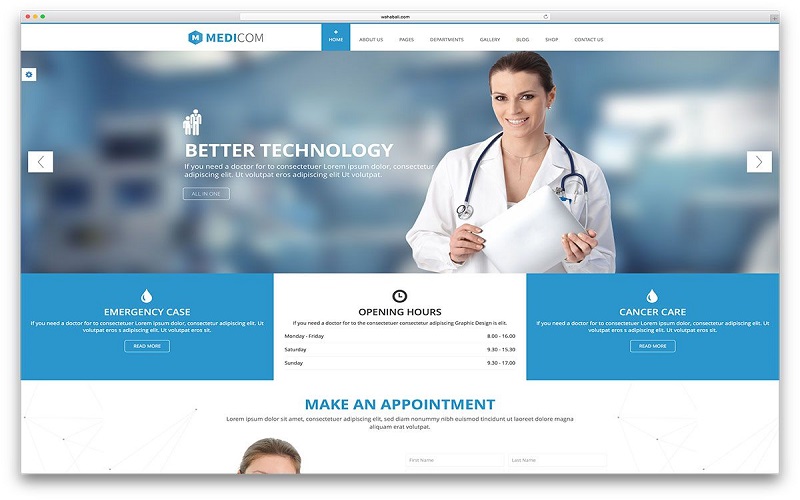 wahabali.com
M MEDICOM
HOME ABOUT US PAGES DEPARTMENTS GALLERY BLOG SHOP CONTACT US
BETTER TECHNOLOGY
If you need a doctor for to consectetuer Lorem ipsum dolor, consectetur
adipiscing elit. Ut volutpat eros adipiscing elit Ut volutpat.
ALL IN ONE
EMERGENCY CASE
If you need a doctor for to consectetuer Lorem ipsum dolor, consectetur adipiscing elit. Ut
volutpat eros adipiscing elit. Ut volutpat eros sit.
READ MORE
OPENING HOURS
If you need a doctor for to the consectetuer consectetur adipiscing Graphic Design is elit.
Monday - Friday 8.00 - 16.00
Saturday 9.30 - 15.30
Sunday 9.30 - 17.00
CANCER CARE
If you need a doctor for to consectetuer Lorem ipsum dolor, consectetur adipiscing elit. Ut
volutpat eros adipiscing elit. Ut volutpat.
READ MORE
MAKE AN APPOINTMENT
Lorem ipsum dolor sit amet, consectetuer adipiscing elit, sed diam nonummy nibh euismod tincidunt ut laoreet dolore magna
aliquam erat volutpat.
First Name Last Name